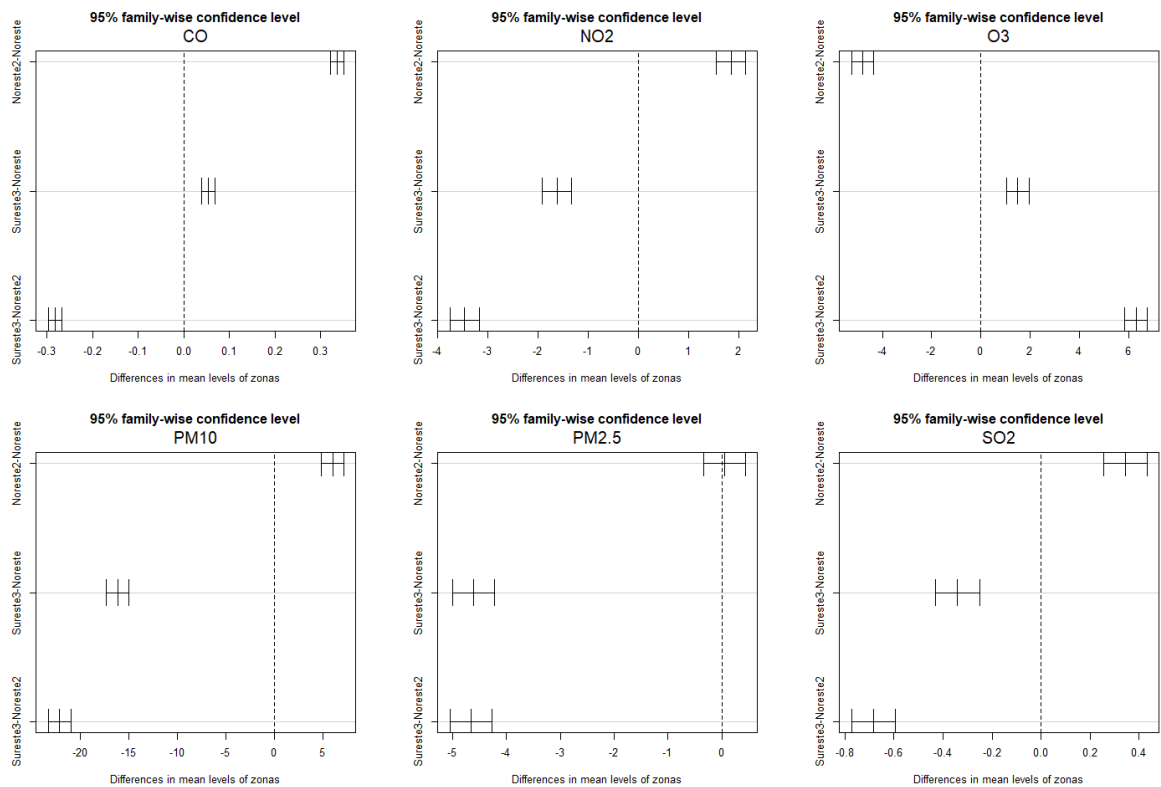 95% family-wise confidence level
CO
Noreste2-Noreste
Sureste3-Noreste
Sureste3-Noreste2
-0.3 -0.2 -0.1 0.0 0.1 0.2 0.3
Differences in mean levels of zonas
95% family-wise confidence level
NO2
Noreste2-Noreste
Sureste3-Noreste
Sureste3-Noreste2
-4 -3 -2 -1 0 1 2
Differences in mean levels of zonas
95% family-wise confidence level
O3
Noreste2-Noreste
Sureste3-Noreste
Sureste3-Noreste2
-4 -2 0 2 4 6
Differences in mean levels of zonas
95% family-wise confidence level
PM10
Noreste2-Noreste
Sureste3-Noreste
Sureste3-Noreste2
-20 -15 -10 -5 0 5
Differences in mean levels of zonas
95% family-wise confidence level
PM2.5
Noreste2-Noreste
Sureste3-Noreste
Sureste3-Noreste2
-5 -4 -3 -2 -1 0
Differences in mean levels of zonas
95% family-wise confidence level
SO2
Noreste2-Noreste
Sureste3-Noreste
Sureste3-Noreste2
-0.8 -0.6 -0.4 -0.2 0.0 0.2 0.4
Differences in mean levels of zonas